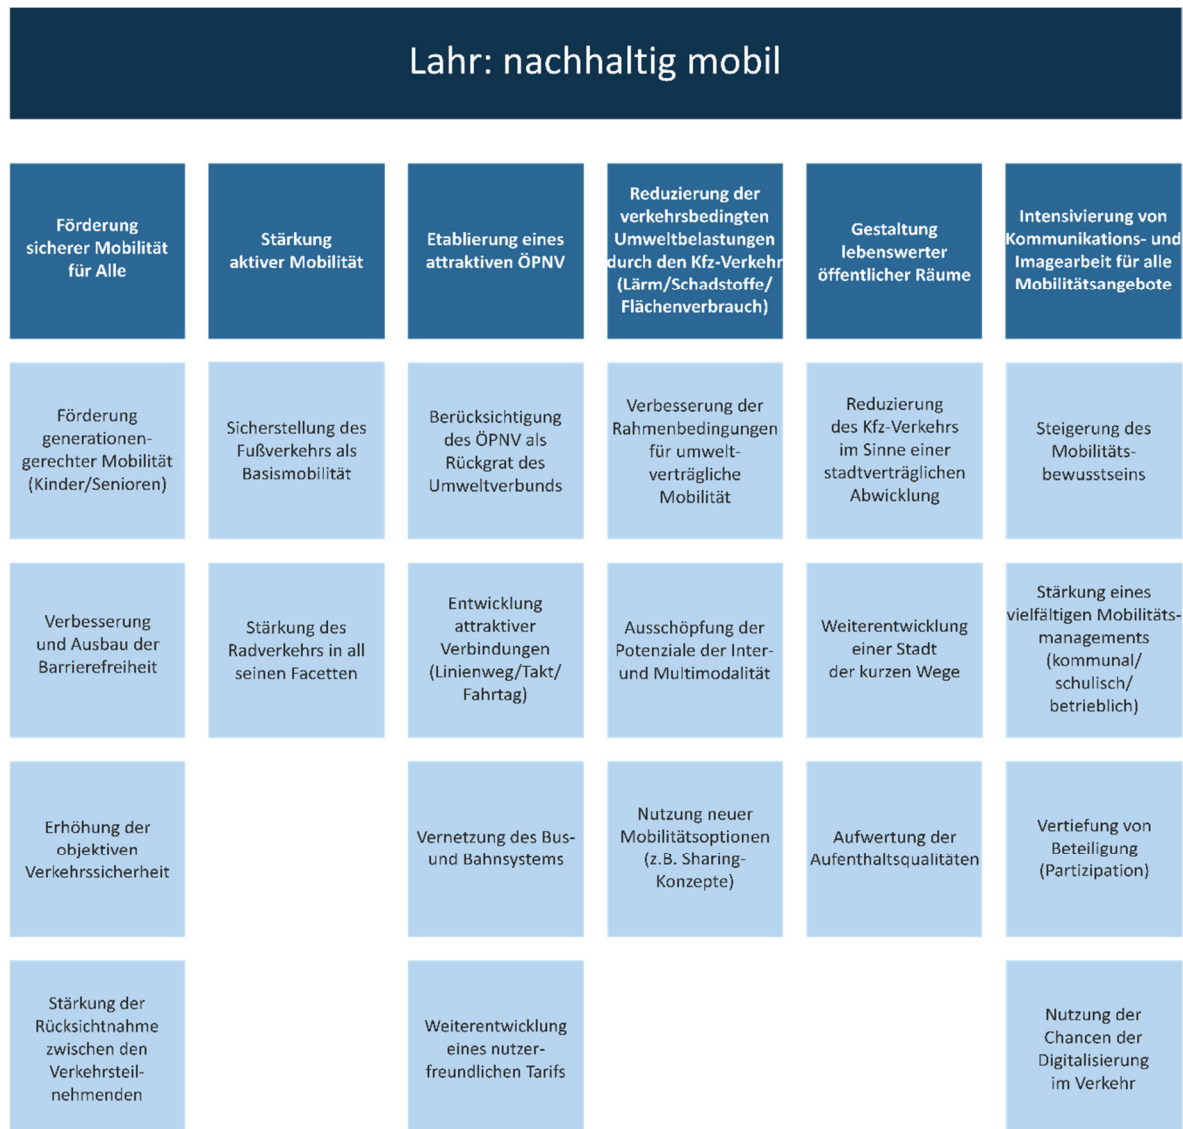 Lahr: nachhaltig mobil
Förderung
sicherer Mobilität
für Alle
Stärkung
aktiver Mobilität
Etablierung eines
attraktiven ÖPNV
Reduzierung der
verkehrsbedingten
Umweltbelastungen
durch den Kfz-Verkehr
(Lärm/Schadstoffe/
Flächenverbrauch)
Gestaltung
lebenswerter
öffentlicher Räume
Intensivierung von
Kommunikations- und
Imagearbeit für alle
Mobilitätsangebote
Förderung
generationen-
gerechter Mobilität
(Kinder/Senioren)
Sicherstellung des
Fußverkehrs als
Basismobilität
Berücksichtigung
des ÖPNV als
Rückgrat des
Umweltverbunds
Verbesserung der
Rahmenbedingungen
für umwelt-
verträgliche
Mobilität
Reduzierung
des Kfz-Verkehrs
im Sinne einer
stadtverträglichen
Abwicklung
Steigerung des
Mobilitäts-
bewusstseins
Verbesserung
und Ausbau der
Barrierefreiheit
Stärkung des
Radverkehrs in all
seinen Facetten
Entwicklung
attraktiver
Verbindungen
(Linienweg/Takt/
Fahrtag)
Ausschöpfung der
Potenziale der Inter-
und Multimodalität
Weiterentwicklung
einer Stadt
der kurzen Wege
Stärkung eines
vielfältigen Mobilitäts-
managements
(kommunal/
schulisch/
betrieblich)
Erhöhung der
objektiven
Verkehrssicherheit
Vernetzung des Bus-
und Bahnsystems
Nutzung neuer
Mobilitätsoptionen
(z.B. Sharing-
Konzepte)
Aufwertung der
Aufenthaltsqualitäten
Vertiefung von
Beteiligung
(Partizipation)
Stärkung der
Rücksichtnahme
zwischen den
Verkehrsteil-
nehmenden
Weiterentwicklung
eines nutzer-
freundlichen Tarifs
Nutzung der
Chancen der
Digitalisierung
im Verkehr